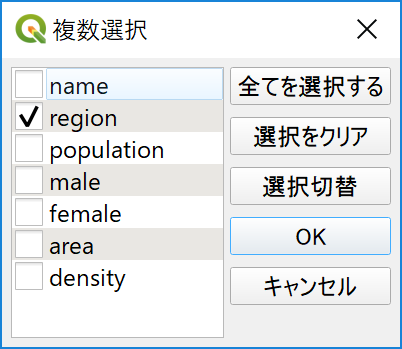 複数選択
name
region
population
male
female
area
density
全てを選択する
選択をクリア
選択切替
OK
キャンセル